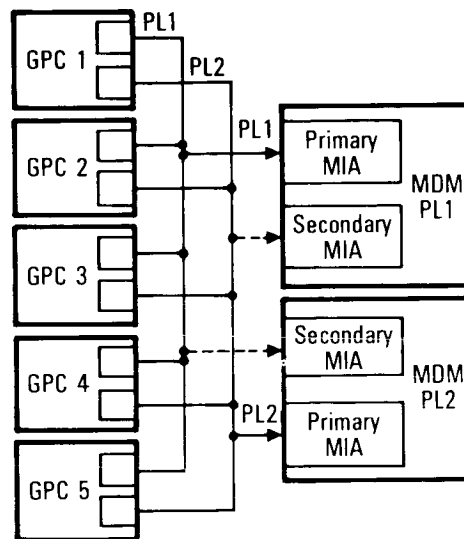 PL1
GPC 1
PL2
PL1
Primary
MIA
MDM
PL1
GPC 2
Secondary
MIA
GPC 3
Secondary
MIA
MDM
PL2
GPC 4
PL2
Primary
MIA
GPC 5